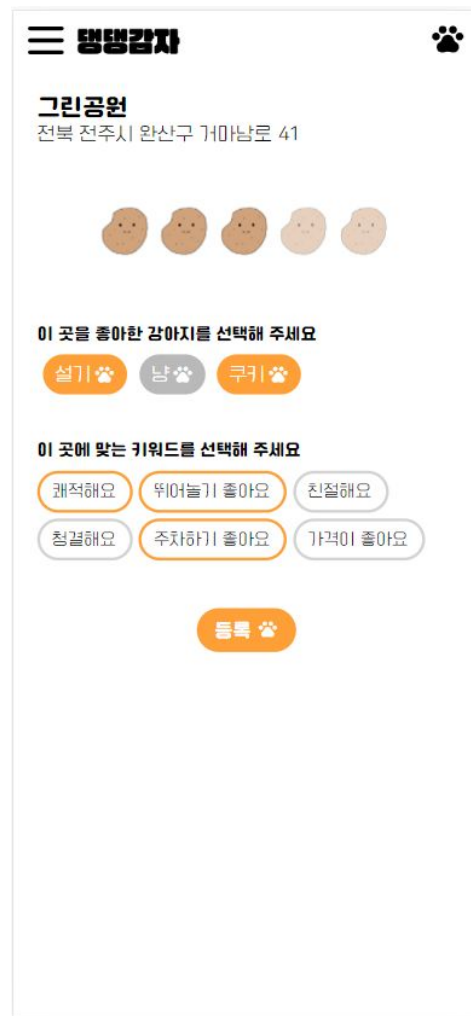 댕댕감자
그린공원
전북 전주시 완산구 거마남로 41
이 곳을 좋아한 강아지를 선택해 주세요
설기 냥 쿠키
이 곳에 맞는 키워드를 선택해 주세요
쾌적해요 뛰어놀기 좋아요 친절해요
청결해요 주차하기 좋아요 가격이 좋아요
등록